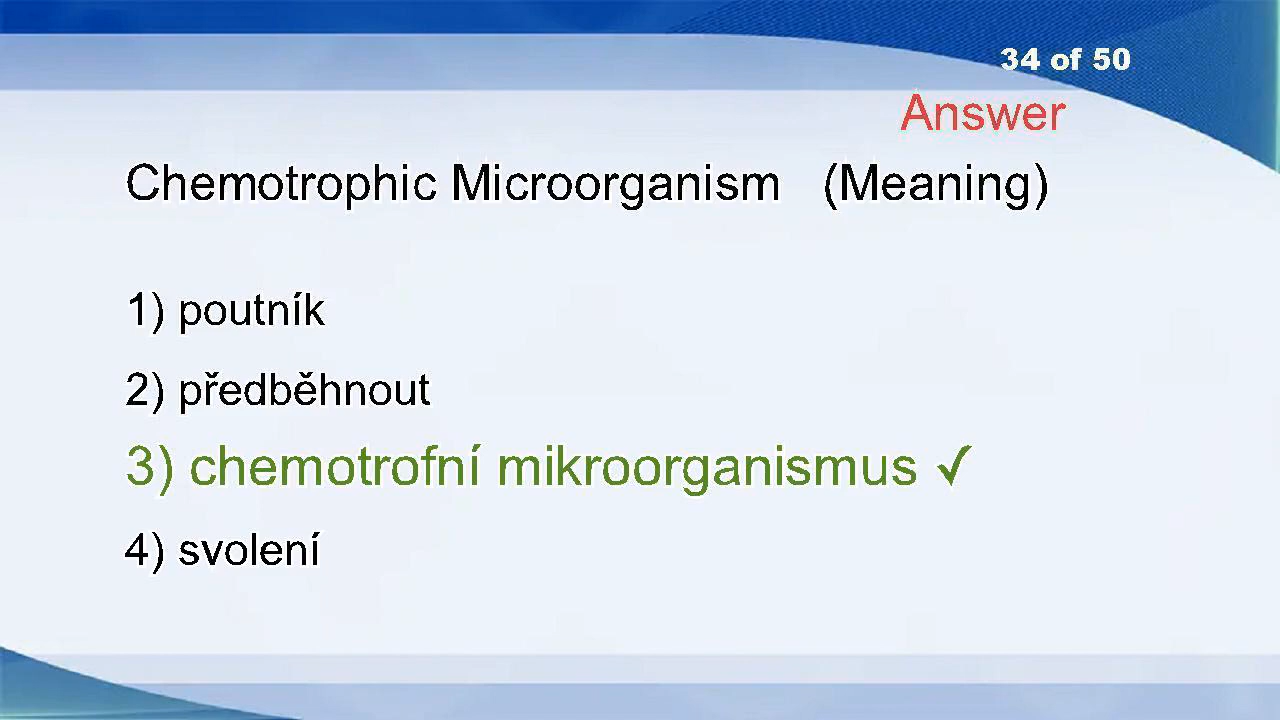 34 of 50
Answer
Chemotrophic Microorganism (Meaning)
1) poutník
2) předběhnout
3) chemotrofní mikroorganismus ✓
4) svolení